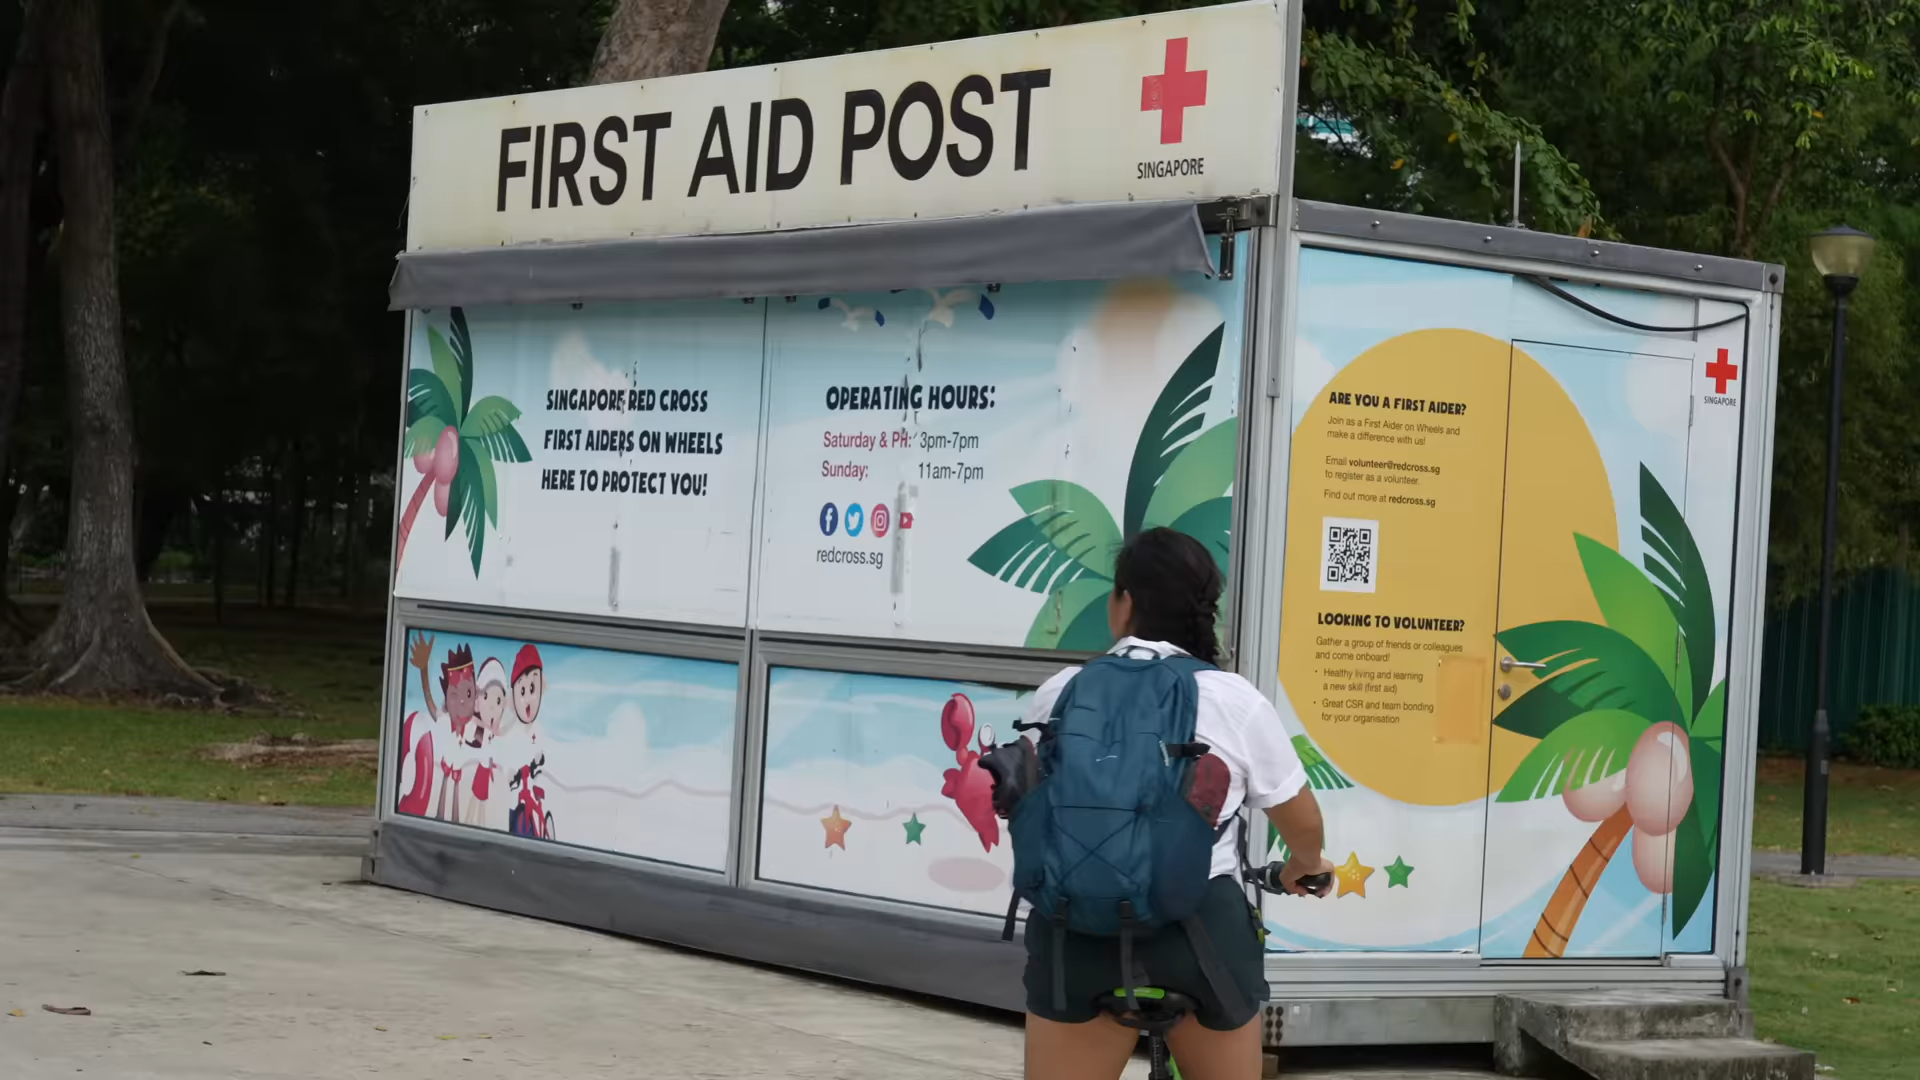 FIRST AID POST
SINGAPORE
SINGAPORE RED CROSS
FIRST AIDERS ON WHEELS
HERE TO PROTECT YOU!
OPERATING HOURS:
Saturday & PH: 3pm-7pm
Sunday: 11am-7pm
redcross.sg
ARE YOU A FIRST AIDER?
Join as a First Aider on Wheels and
make a difference with us!
Email volunteer@redcross.sg
to register as a volunteer.
Find out more at redcross.sg
LOOKING TO VOLUNTEER?
Gather a group of friends or colleagues
and come onboard!
• Healthy living and learning
a new skill (first aid)
• Great CSR and team bonding
for your organisation
SINGAPORE